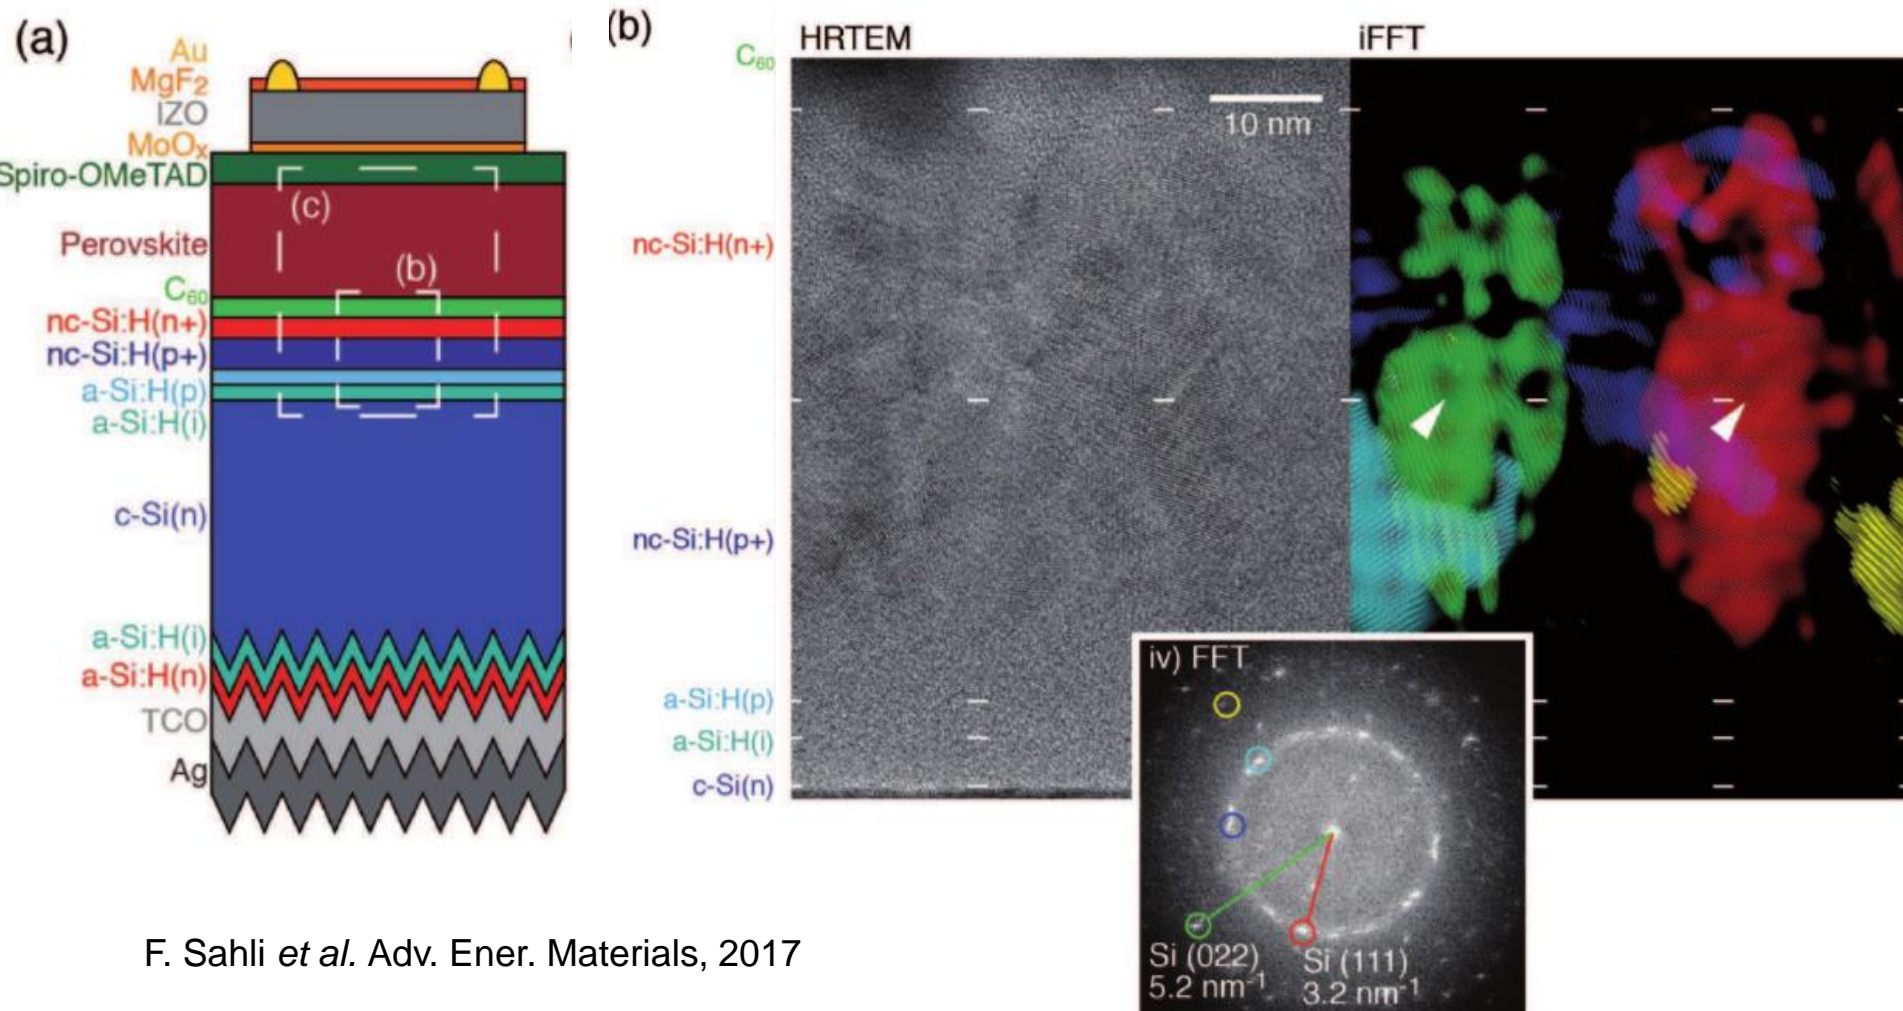 (a)
Au
MgF₂
IZO
MoOₓ
Spiro-OMeTAD
(c)
Perovskite
(b)
C₆₀
nc-Si:H(n+)
nc-Si:H(p+)
a-Si:H(p)
a-Si:H(i)
c-Si(n)
a-Si:H(i)
a-Si:H(n)
TCO
Ag
(b)
HRTEM
iFFT
C₆₀
10 nm
nc-Si:H(n+)
nc-Si:H(p+)
a-Si:H(p)
a-Si:H(i)
c-Si(n)
iv) FFT
Si (022)
5.2 nm⁻¹
Si (111)
3.2 nm⁻¹
F. Sahli et al. Adv. Ener. Materials, 2017